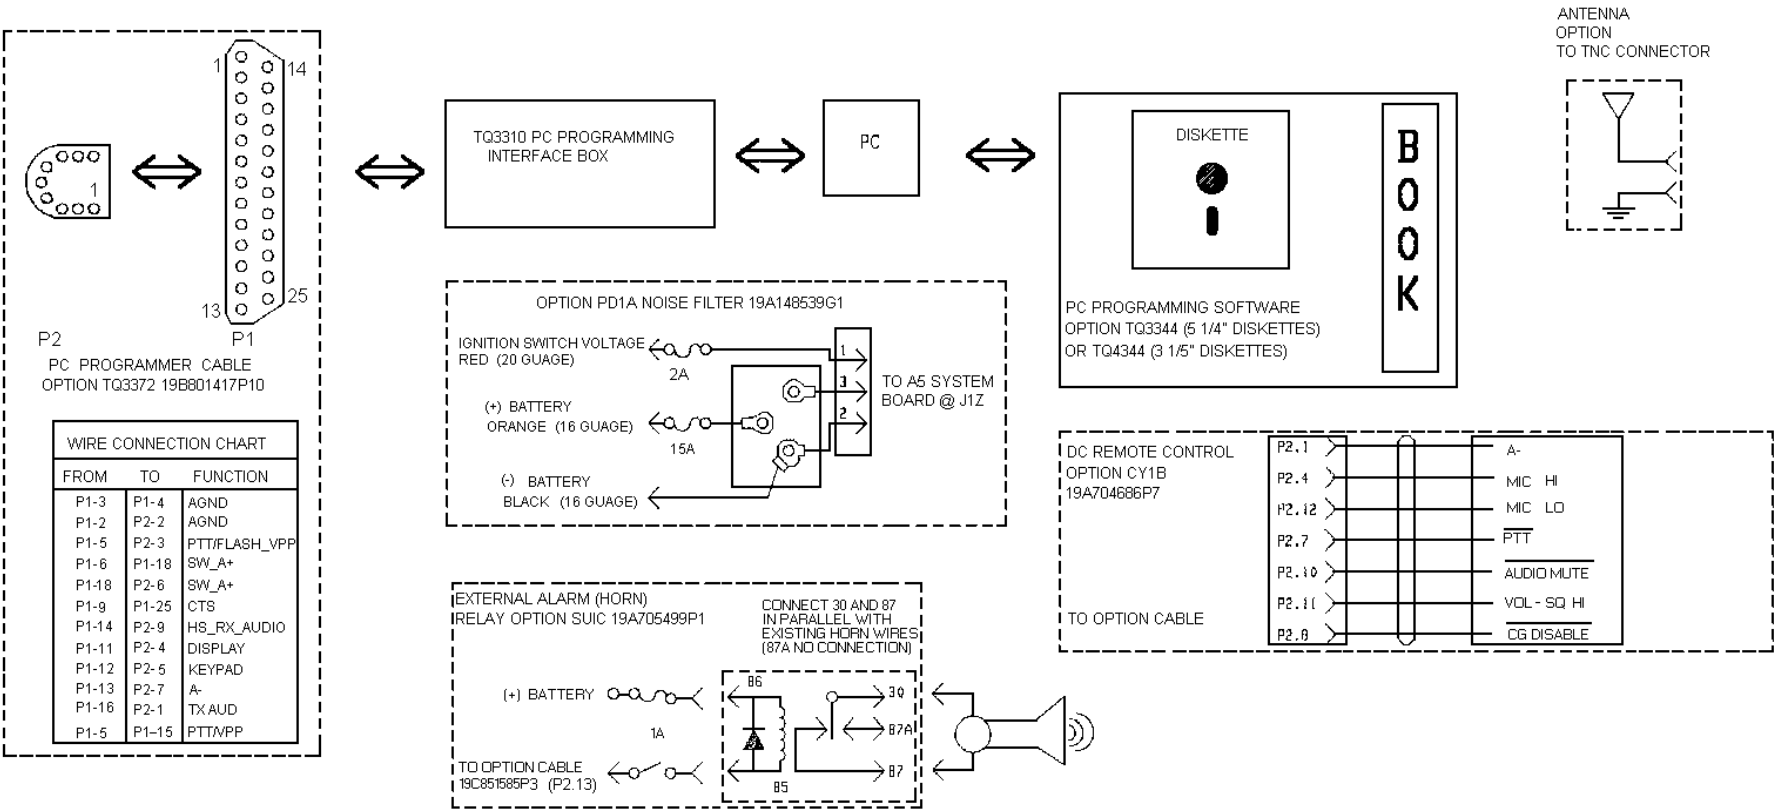 ANTENNA
OPTION
TO TNC CONNECTOR
1
14
13
25
1
P2
P1
PC PROGRAMMER CABLE
OPTION TQ3372 19B801417P10
WIRE CONNECTION CHART
FROM TO FUNCTION
P1-3 P1-4 AGND
P1-2 P2-2 AGND
P1-5 P2-3 PTT/FLASH_VPP
P1-6 P1-18 SW_A+
P1-18 P2-6 SW_A+
P1-9 P1-25 CTS
P1-14 P2-9 HS_RX_AUDIO
P1-11 P2-4 DISPLAY
P1-12 P2-5 KEYPAD
P1-13 P2-7 A-
P1-16 P2-1 TX AUD
P1-5 P1-15 PTT/VPP
TQ3310 PC PROGRAMMING
INTERFACE BOX
PC
DISKETTE
BOOK
PC PROGRAMMING SOFTWARE
OPTION TQ3344 (5 1/4" DISKETTES)
OR TQ4344 (3 1/5" DISKETTES)
OPTION PD1A NOISE FILTER 19A148539G1
IGNITION SWITCH VOLTAGE
RED (20 GUAGE)
2A
(+) BATTERY
ORANGE (16 GUAGE)
15A
(-) BATTERY
BLACK (16 GUAGE)
1
3
2
TO A5 SYSTEM
BOARD @ J1Z
DC REMOTE CONTROL
OPTION CY1B
19A704686P7
TO OPTION CABLE
P2.1 A-
P2.4 MIC HI
P2.12 MIC LO
P2.7 PTT
P2.10 AUDIO MUTE
P2.11 VOL - SQ HI
P2.8 CG DISABLE
EXTERNAL ALARM (HORN)
RELAY OPTION SUIC 19A705499P1
CONNECT 30 AND 87
IN PARALLEL WITH
EXISTING HORN WIRES
(87A NO CONNECTION)
(+) BATTERY
1A
TO OPTION CABLE
19C851585P3 (P2.13)
86
85
30
87A
87